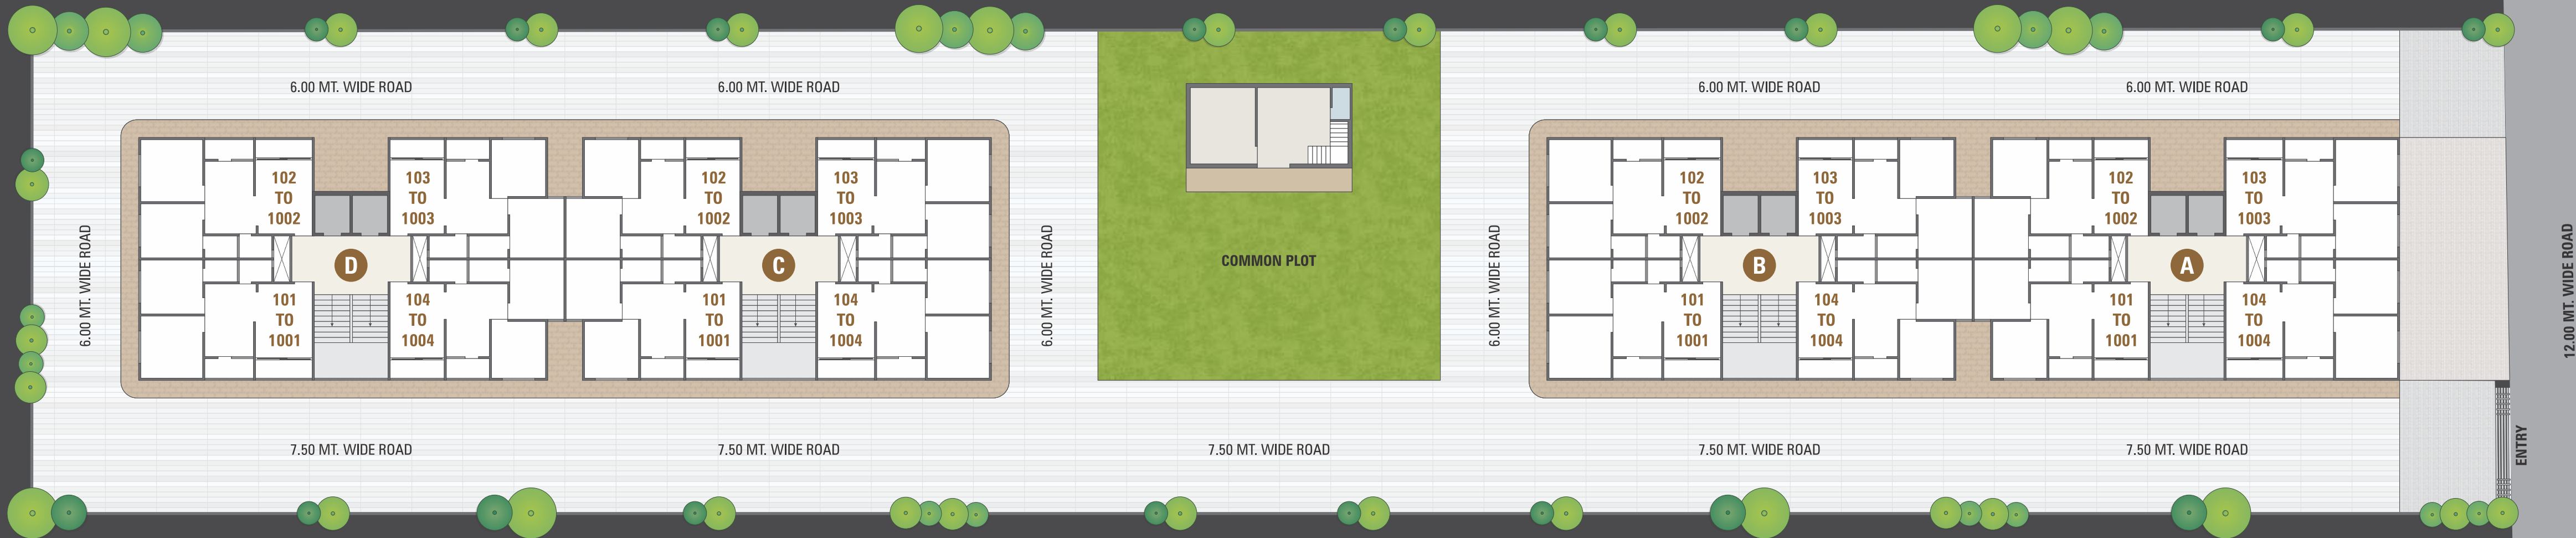 6.00 MT. WIDE ROAD
6.00 MT. WIDE ROAD
6.00 MT. WIDE ROAD
6.00 MT. WIDE ROAD
6.00 MT. WIDE ROAD
102
TO
1002
103
TO
1003
D
101
TO
1001
104
TO
1004
102
TO
1002
103
TO
1003
C
101
TO
1001
104
TO
1004
6.00 MT. WIDE ROAD
COMMON PLOT
6.00 MT. WIDE ROAD
102
TO
1002
103
TO
1003
B
101
TO
1001
104
TO
1004
102
TO
1002
103
TO
1003
A
101
TO
1001
104
TO
1004
12.00 MT. WIDE ROAD
7.50 MT. WIDE ROAD
7.50 MT. WIDE ROAD
7.50 MT. WIDE ROAD
7.50 MT. WIDE ROAD
7.50 MT. WIDE ROAD
ENTRY